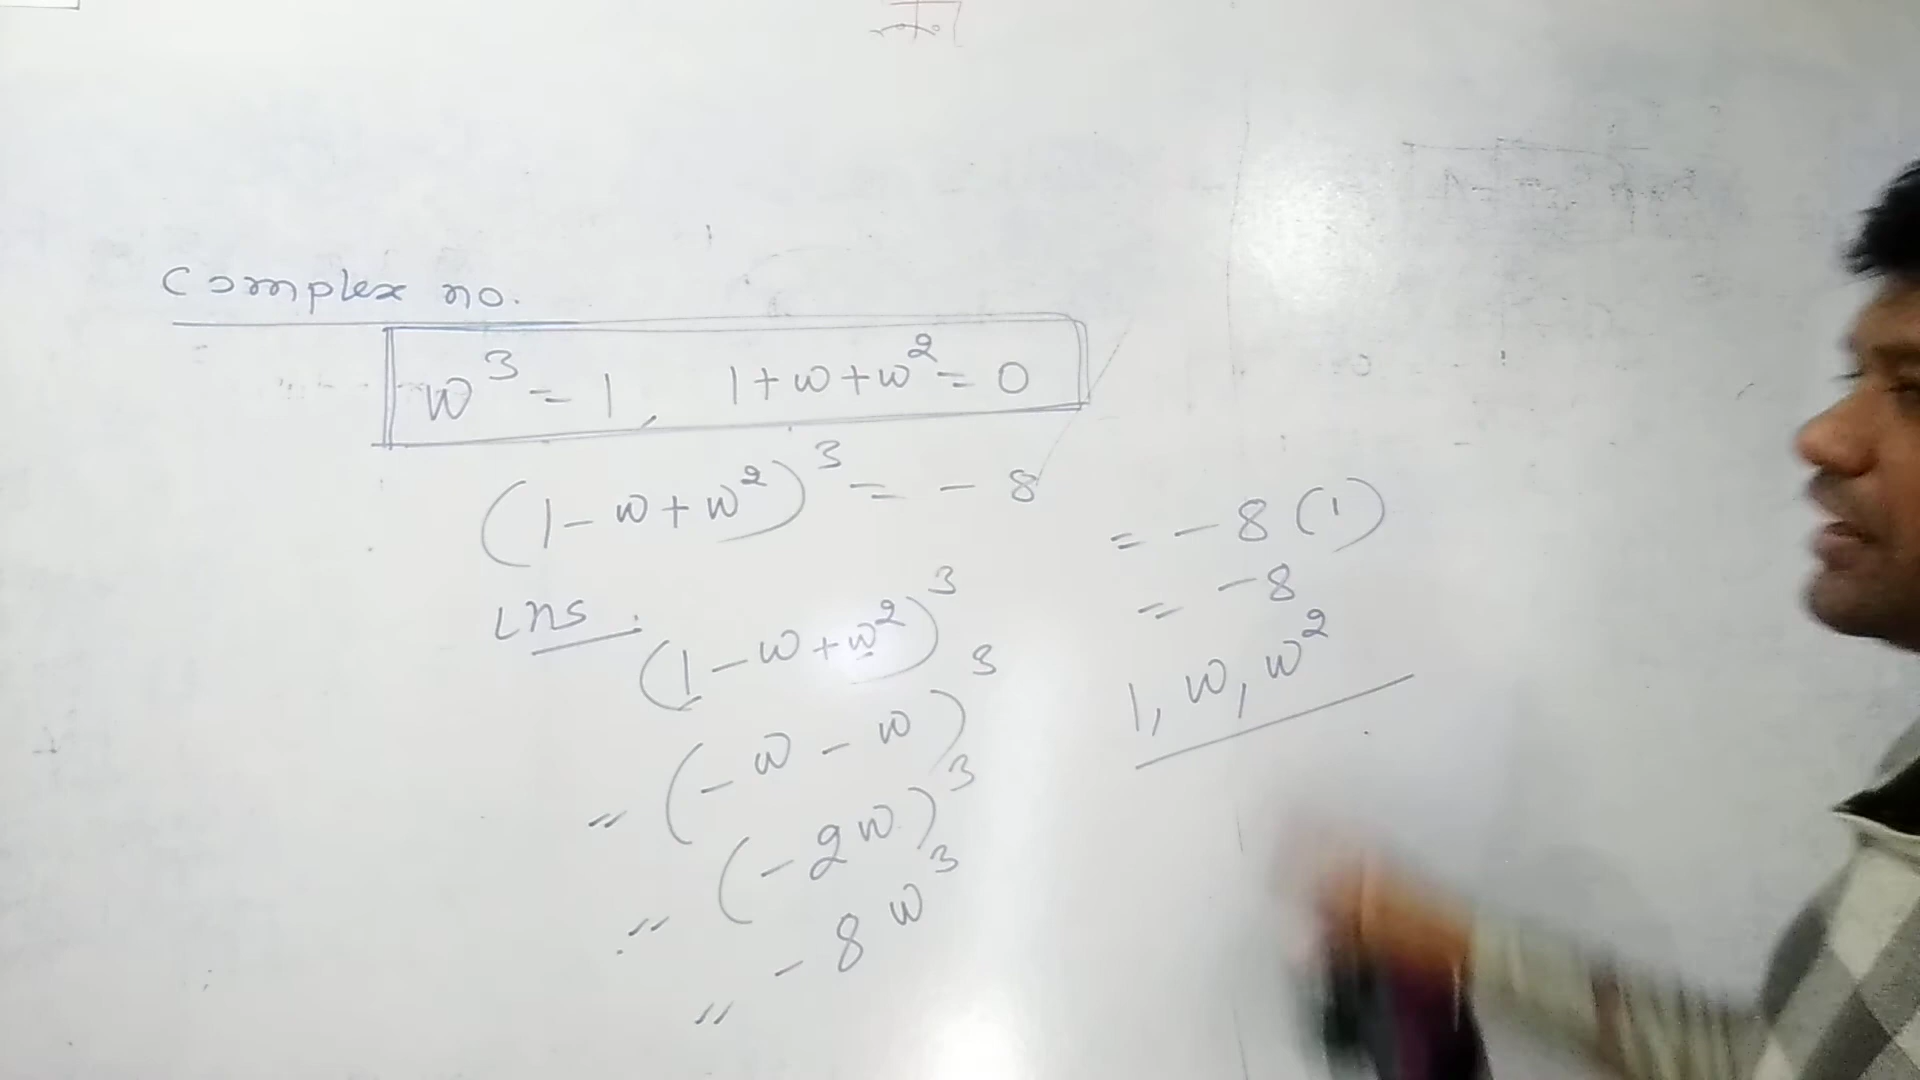 Complex no.
w³ = 1, 1 + w + w² = 0
(1 - w + w²)³ = - 8
LHS.
(1 - w + w²)³
= (- w - w)³
= (- 2w)³
= - 8 w³
= - 8 (1)
= - 8
1, w, w²